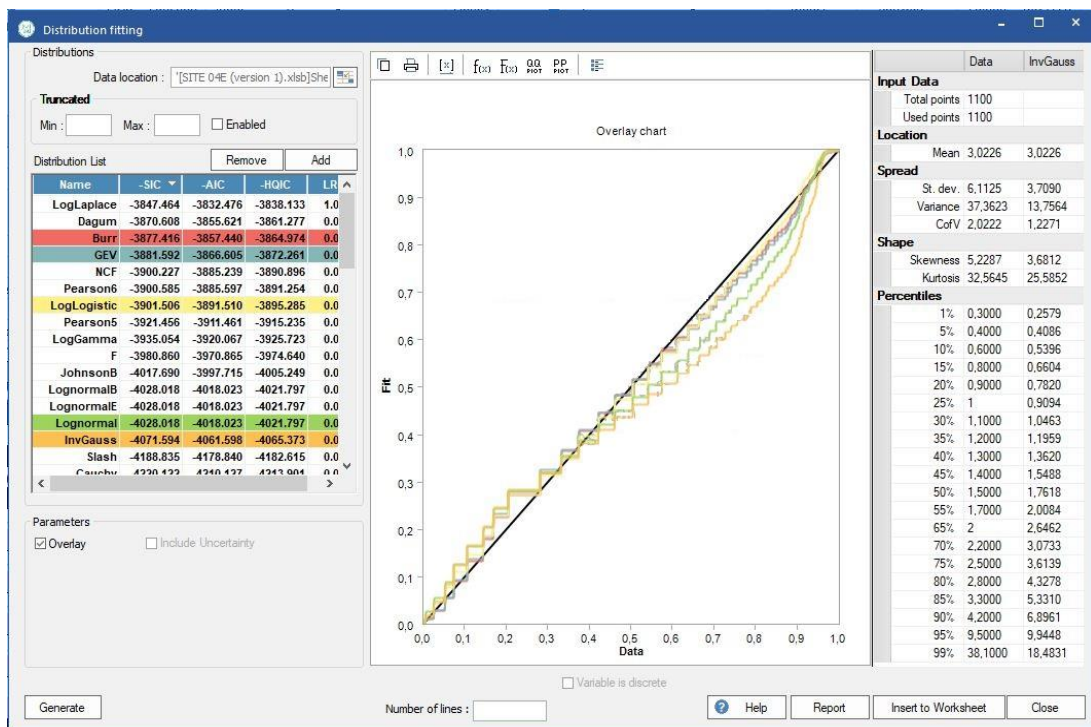 Distribution fitting
Distributions
Data location : '[SITE 04E (version 1).xlsb]She
Truncated
Min : Max : Enabled
Distribution List Remove Add
Name -SIC -AIC -HQIC LR
LogLaplace -3847.464 -3832.476 -3838.133 1.0
Dagum -3870.608 -3855.621 -3861.277 0.0
Burr -3877.416 -3857.440 -3864.974 0.0
GEV -3881.592 -3866.605 -3872.261 0.0
NCF -3900.227 -3885.239 -3890.896 0.0
Pearson6 -3900.585 -3885.597 -3891.254 0.0
LogLogistic -3901.506 -3891.510 -3895.285 0.0
Pearson5 -3921.456 -3911.461 -3915.235 0.0
LogGamma -3935.054 -3920.067 -3925.723 0.0
F -3980.860 -3970.865 -3974.640 0.0
JohnsonB -4017.690 -3997.715 -4005.249 0.0
LognormalB -4028.018 -4018.023 -4021.797 0.0
LognormalE -4028.018 -4018.023 -4021.797 0.0
Lognormal -4028.018 -4018.023 -4021.797 0.0
InvGauss -4071.594 -4061.598 -4065.373 0.0
Slash -4188.835 -4178.840 -4182.615 0.0
Parameters
Overlay Include Uncertainty
Generate
[x] f(x) F(x) QQ PLOT PP PLOT
Overlay chart
1,0
0,9
0,8
0,7
0,6
0,5
0,4
0,3
0,2
0,1
0,0
Fit
0,0 0,1 0,2 0,3 0,4 0,5 0,6 0,7 0,8 0,9 1,0
Data
Variable is discrete
Number of lines :
? Help Report Insert to Worksheet Close
Data InvGauss
Input Data
Total points 1100
Used points 1100
Location
Mean 3,0226 3,0226
Spread
St. dev. 6,1125 3,7090
Variance 37,3623 13,7564
CofV 2,0222 1,2271
Shape
Skewness 5,2287 3,6812
Kurtosis 32,5645 25,5852
Percentiles
1% 0,3000 0,2579
5% 0,4000 0,4086
10% 0,6000 0,5396
15% 0,8000 0,6604
20% 0,9000 0,7820
25% 1 0,9094
30% 1,1000 1,0463
35% 1,2000 1,1959
40% 1,3000 1,3620
45% 1,4000 1,5488
50% 1,5000 1,7618
55% 1,7000 2,0084
65% 2 2,6462
70% 2,2000 3,0733
75% 2,5000 3,6139
80% 2,8000 4,3278
85% 3,3000 5,3310
90% 4,2000 6,8961
95% 9,5000 9,9448
99% 38,1000 18,4831